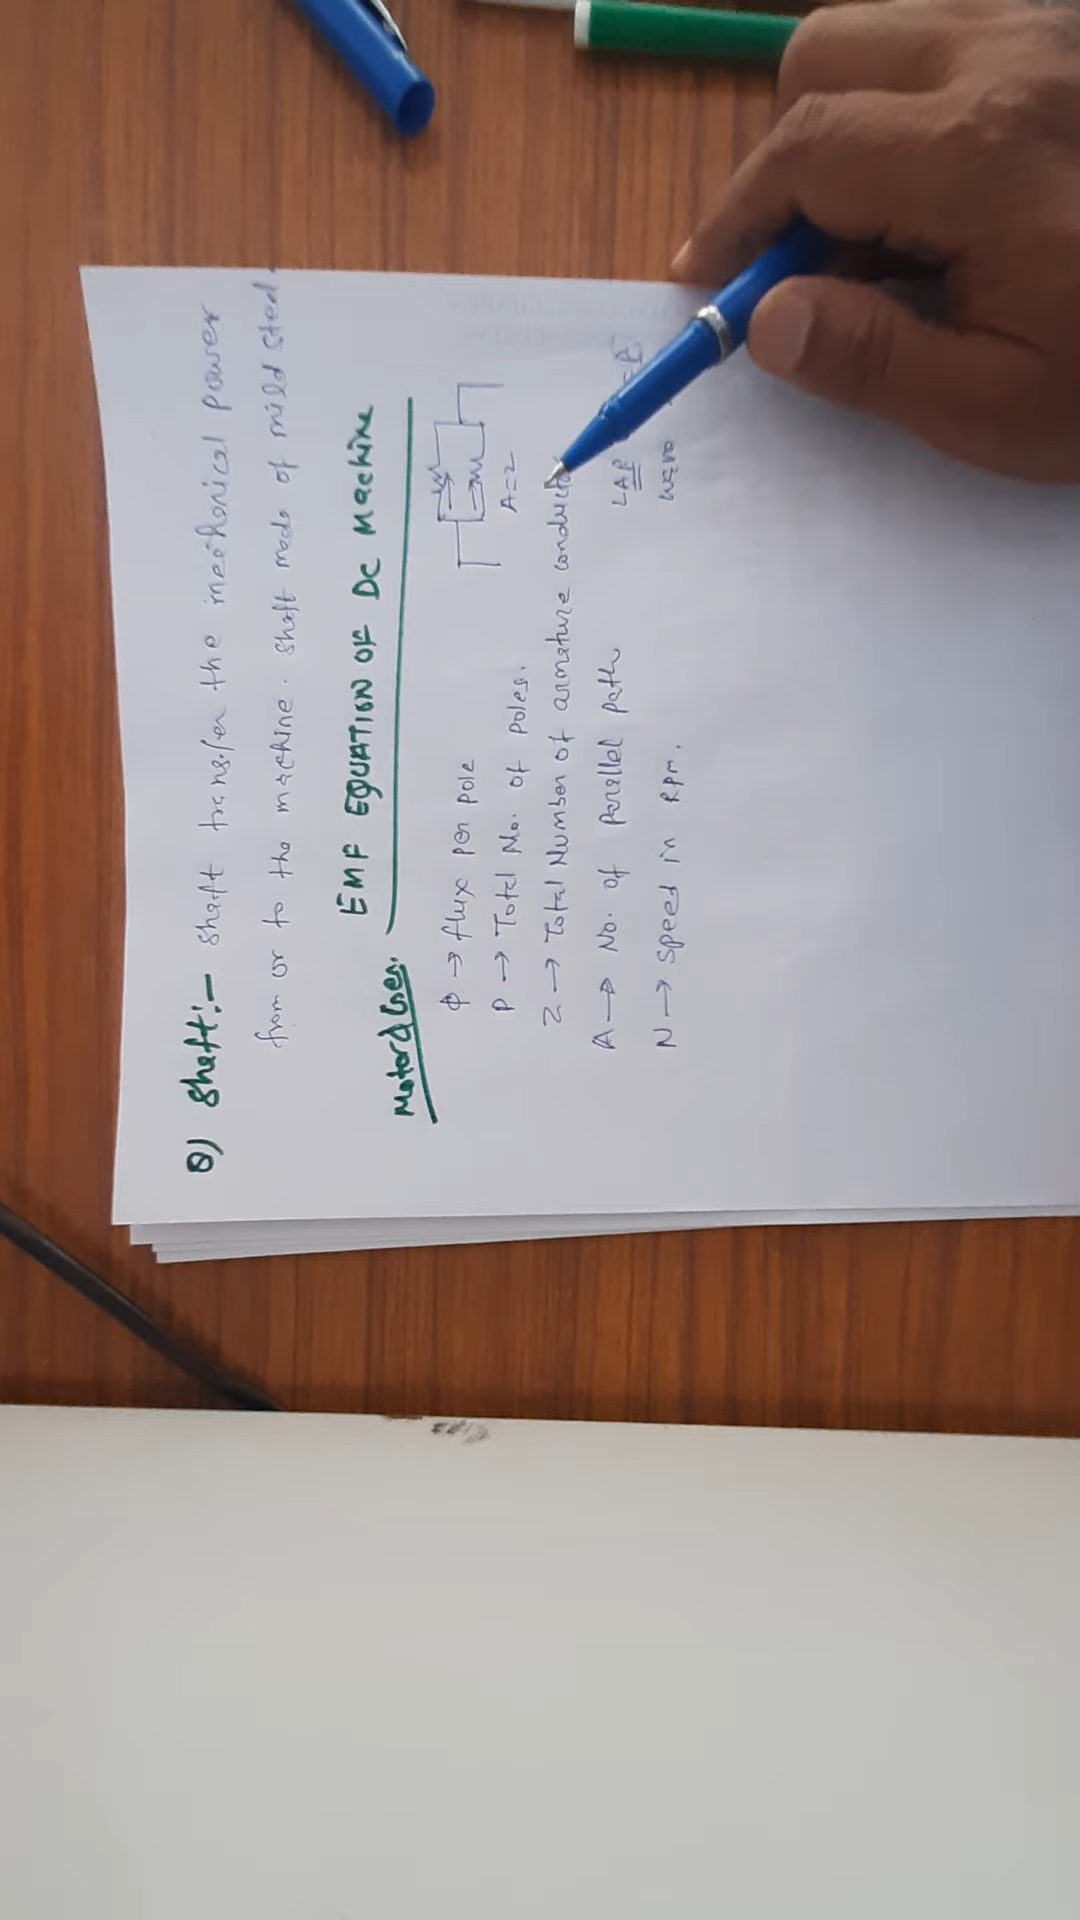 8) Shaft:- Shaft transfer the mechanical power
from or to the machine. Shaft made of mild steel.
EMF EQUATION OF DC MACHINE
Motor & Gen.
ϕ → flux per pole
P → Total No. of poles.
A=2
Z → Total Number of armature conductor
A → No. of Parallel path
LAP = P
N → Speed in Rpm.